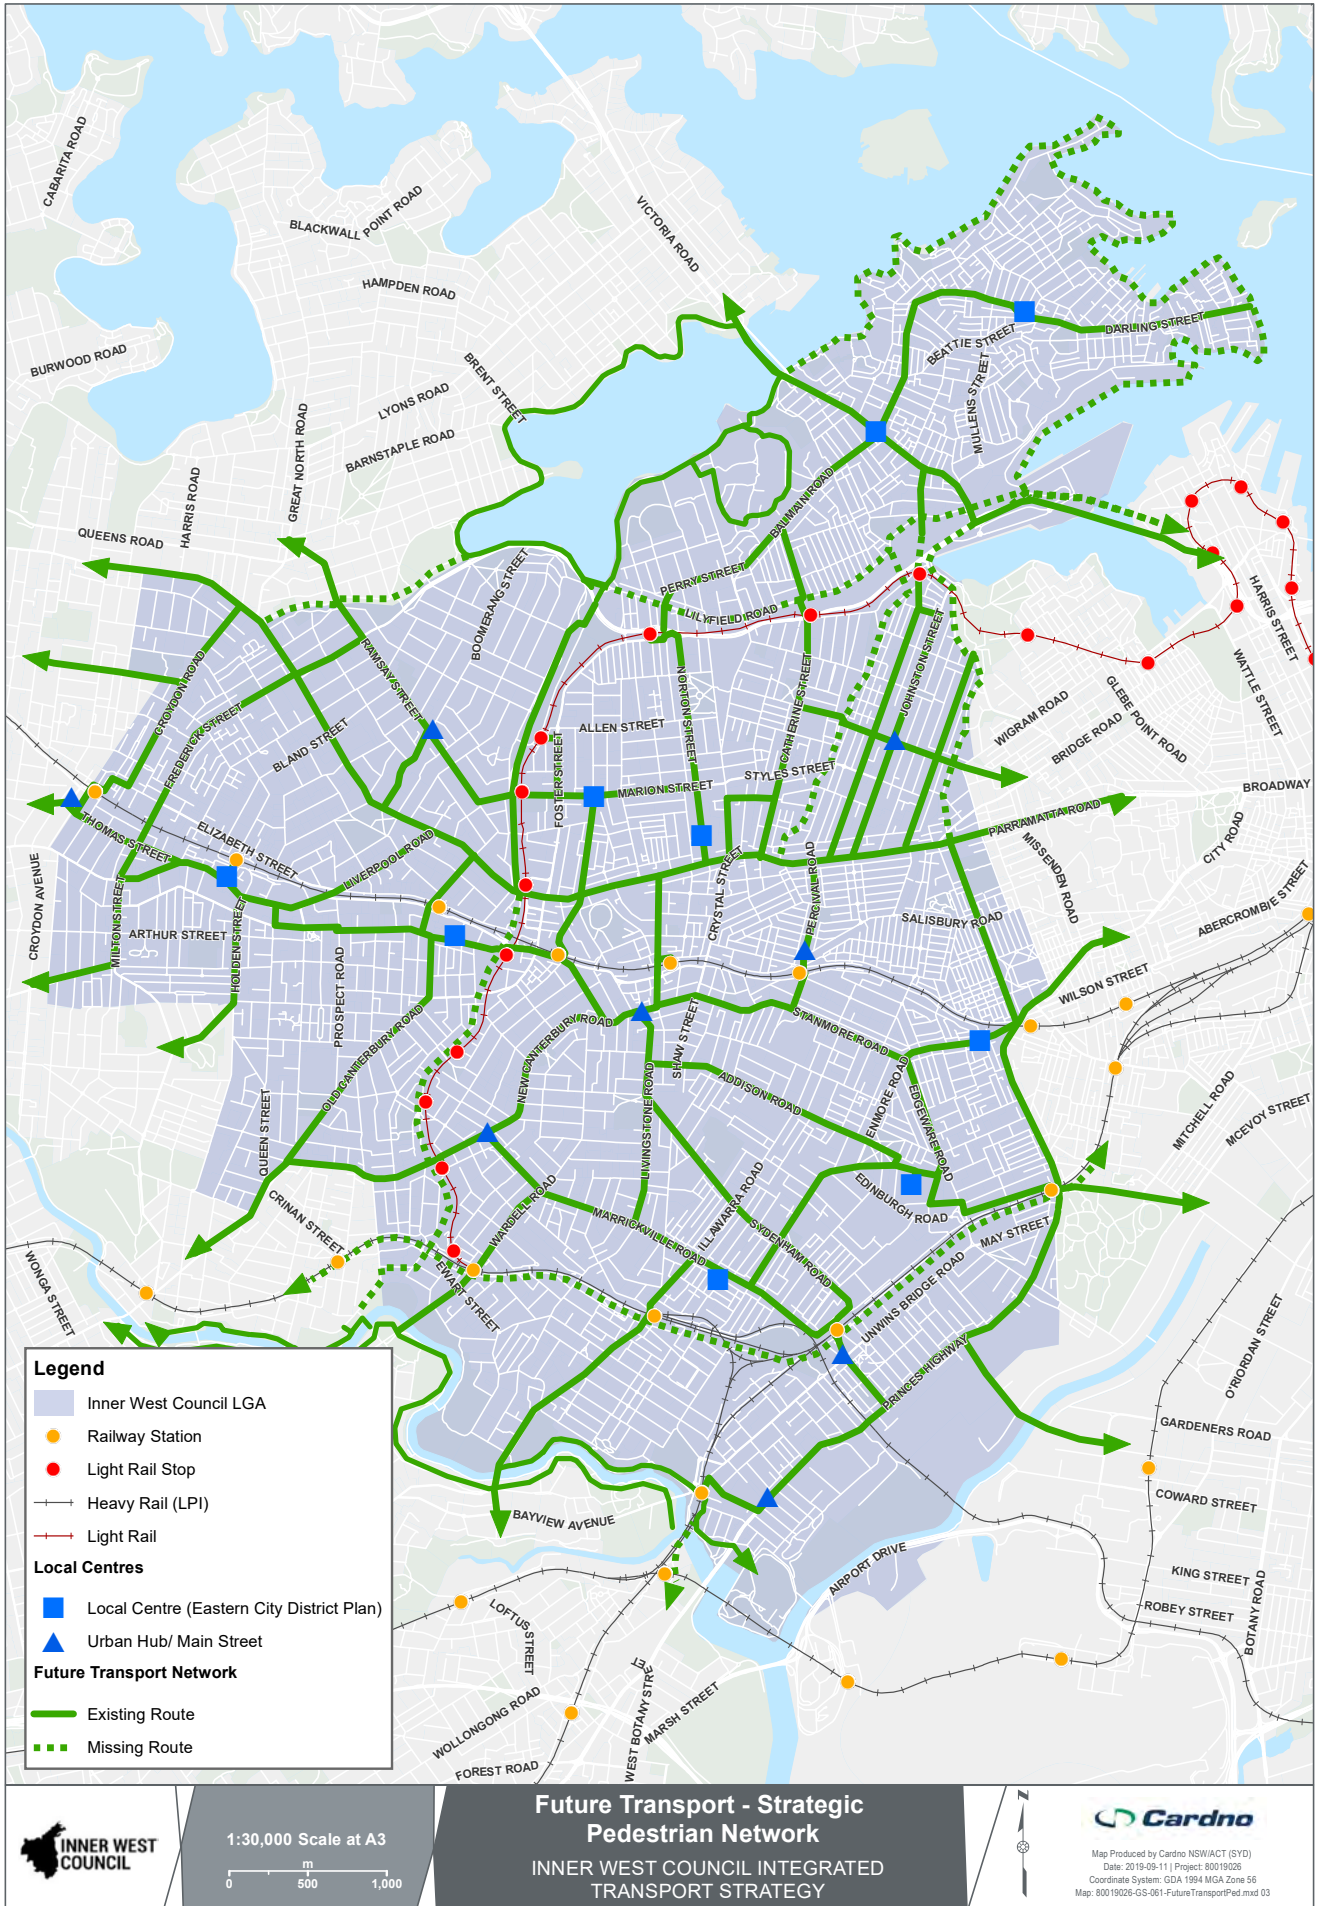 CABARITA ROAD
BLACKWALL POINT ROAD
VICTORIA ROAD
HAMPDEN ROAD
BURWOOD ROAD
BRENT STREET
LYONS ROAD
BARNSTAPLE ROAD
GREAT NORTH ROAD
HARRIS ROAD
QUEENS ROAD
BEATTIE STREET
DARLING STREET
MULLENS STREET
BALMAIN ROAD
BOOMERANG STREET
PERRY STREET
LILYFIELD ROAD
HARRIS STREET
WATTLE STREET
CROYDON ROAD
RAMSAY STREET
FREDERICK STREET
BLAND STREET
NORTON STREET
ALLEN STREET
FOSTER STREET
MARION STREET
CATHERINE STREET
STYLES STREET
JOHNSTON STREET
WIGRAM ROAD
BRIDGE ROAD
GLEBE POINT ROAD
BROADWAY
PARRAMATTA ROAD
CITY ROAD
MISSENDEN ROAD
ABERCROMBIE STREET
THOMAS STREET
ELIZABETH STREET
LIVERPOOL ROAD
CROYDON AVENUE
MILTON STREET
ARTHUR STREET
HOLDEN STREET
PROSPECT ROAD
CRYSTAL STREET
PERCIVAL ROAD
SALISBURY ROAD
WILSON STREET
OLD CANTERBURY ROAD
NEW CANTERBURY ROAD
SHAW STREET
STANMORE ROAD
ADDISON ROAD
ENMORE ROAD
EDGEWARE ROAD
LIVINGSTONE ROAD
QUEEN STREET
MITCHELL ROAD
MCEVOY STREET
CRINAN STREET
WARDELL ROAD
MARRICKVILLE ROAD
ILLAWARRA ROAD
SYDENHAM ROAD
EDINBURGH ROAD
MAY STREET
UNWINS BRIDGE ROAD
EWART STREET
WONGA STREET
PRINCES HIGHWAY
O'RIORDAN STREET
GARDENERS ROAD
COWARD STREET
BAYVIEW AVENUE
AIRPORT DRIVE
KING STREET
ROBEY STREET
BOTANY ROAD
LOFTUS STREET
WOLLONGONG ROAD
WEST BOTANY STREET
MARSH STREET
FOREST ROAD
Legend
Inner West Council LGA
Railway Station
Light Rail Stop
Heavy Rail (LPI)
Light Rail
Local Centres
Local Centre (Eastern City District Plan)
Urban Hub/ Main Street
Future Transport Network
Existing Route
Missing Route
INNER WEST
COUNCIL
1:30,000 Scale at A3
m
0 500 1,000
Future Transport - Strategic
Pedestrian Network
INNER WEST COUNCIL INTEGRATED
TRANSPORT STRATEGY
N
Cardno
Map Produced by Cardno NSW/ACT (SYD)
Date: 2019-09-11 | Project: 80019026
Coordinate System: GDA 1994 MGA Zone 56
Map: 80019026-GS-061-FutureTransportPed.mxd 03